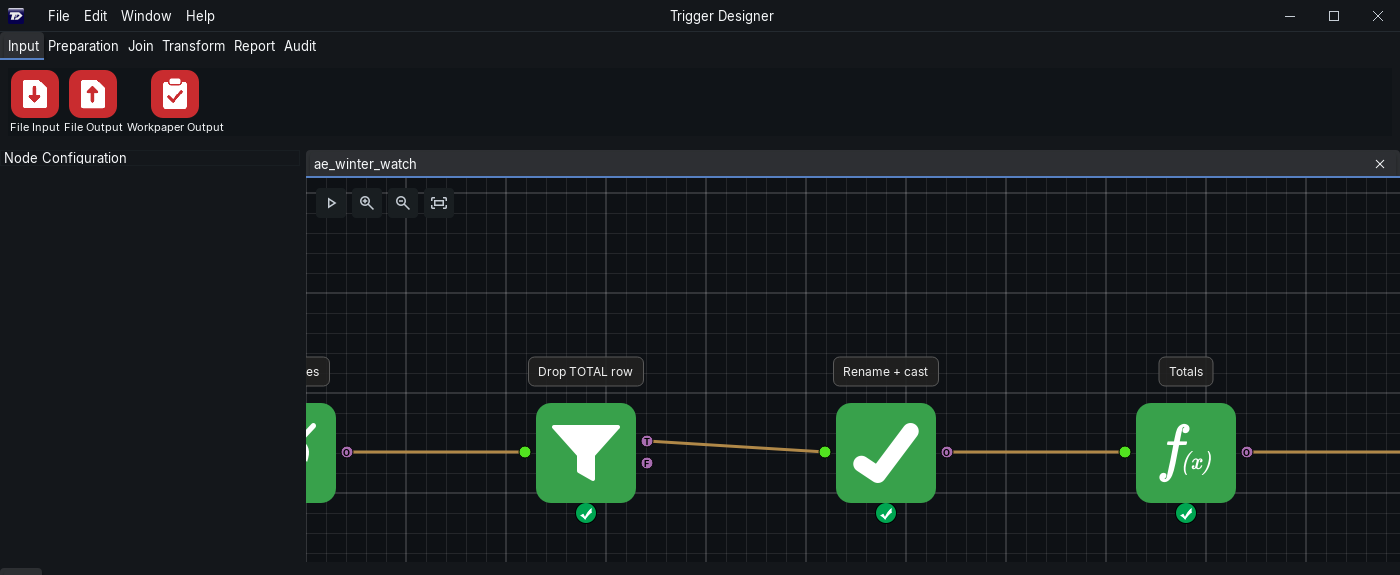 File Edit Window Help
Trigger Designer
Input Preparation Join Transform Report Audit
File Input File Output Workpaper Output
Node Configuration
ae_winter_watch
es
Drop TOTAL row
Rename + cast
Totals
T
O
O
O
F
f(x)